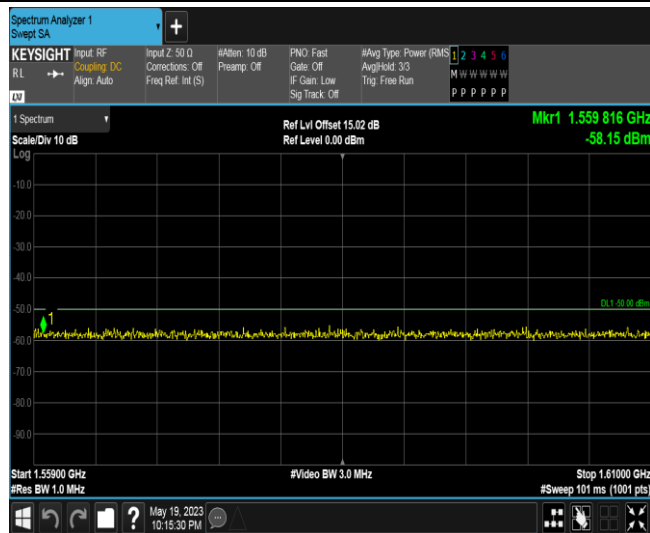 Spectrum Analyzer 1
Swept SA
KEYSIGHT
RL
LXI
Input: RF
Coupling: DC
Align: Auto
Input Z: 50 Ω
Corrections: Off
Freq Ref: Int (S)
#Atten: 10 dB
Preamp: Off
PNO: Fast
Gate: Off
IF Gain: Low
Sig Track: Off
#Avg Type: Power (RMS
Avg|Hold: 3/3
Trig: Free Run
1 2 3 4 5 6
M W W W W W
P P P P P P
1 Spectrum
Scale/Div 10 dB
Log
Ref Lvl Offset 15.02 dB
Ref Level 0.00 dBm
Mkr1 1.559 816 GHz
-58.15 dBm
-10.0
-20.0
-30.0
-40.0
DL1 -50.00 dBm
-50.0
1
-60.0
-70.0
-80.0
-90.0
Start 1.55900 GHz
#Video BW 3.0 MHz
Stop 1.61000 GHz
#Res BW 1.0 MHz
#Sweep 101 ms (1001 pts)
?
May 19, 2023
10:15:30 PM